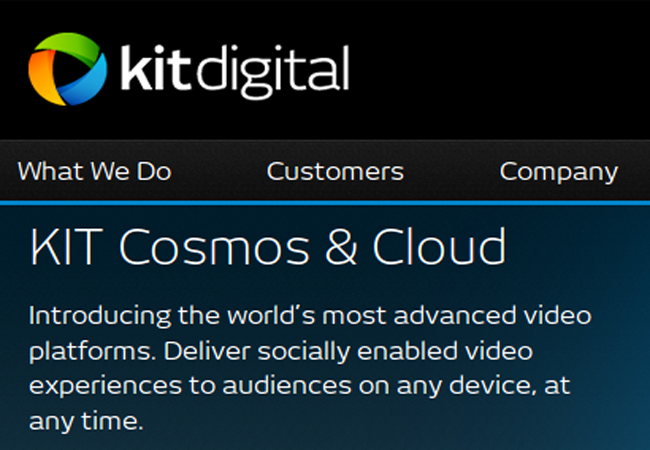 kitdigital
What We Do Customers Company
KIT Cosmos & Cloud
Introducing the world's most advanced video
platforms. Deliver socially enabled video
experiences to audiences on any device, at
any time.